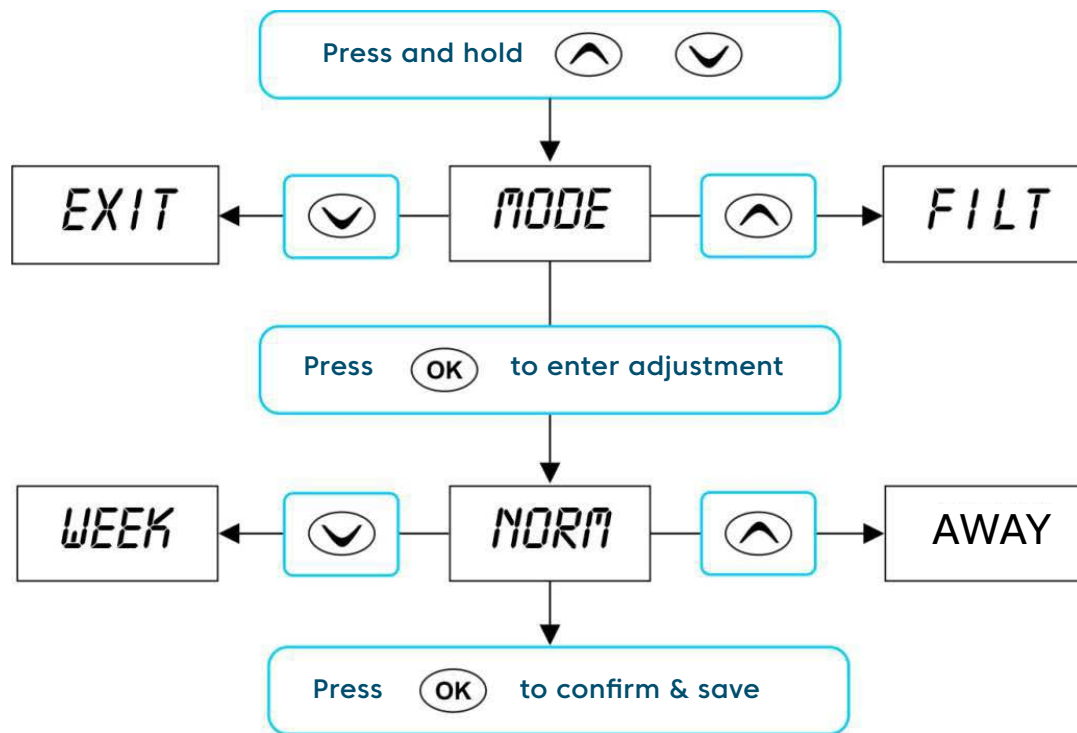 Press and hold
EXIT MODE FILT
Press OK to enter adjustment
WEEK NORM AWAY
Press OK to confirm & save